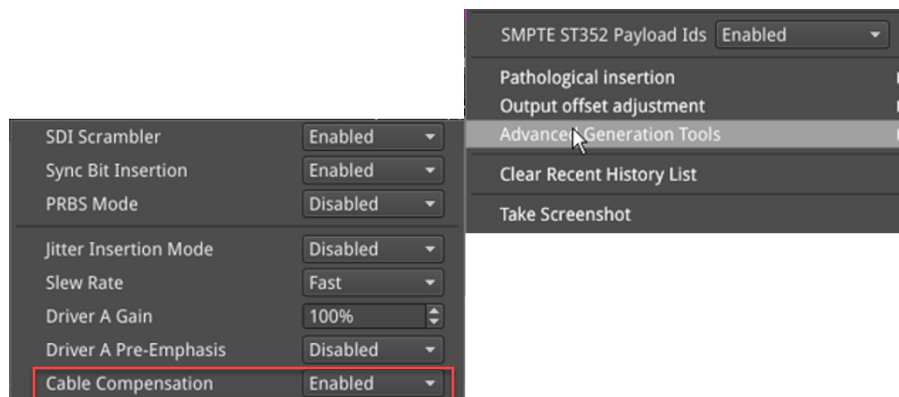 SMPTE ST352 Payload Ids Enabled
Pathological insertion
Output offset adjustment
Advanced Generation Tools
Clear Recent History List
Take Screenshot
SDI Scrambler Enabled
Sync Bit Insertion Enabled
PRBS Mode Disabled
Jitter Insertion Mode Disabled
Slew Rate Fast
Driver A Gain 100%
Driver A Pre-Emphasis Disabled
Cable Compensation Enabled